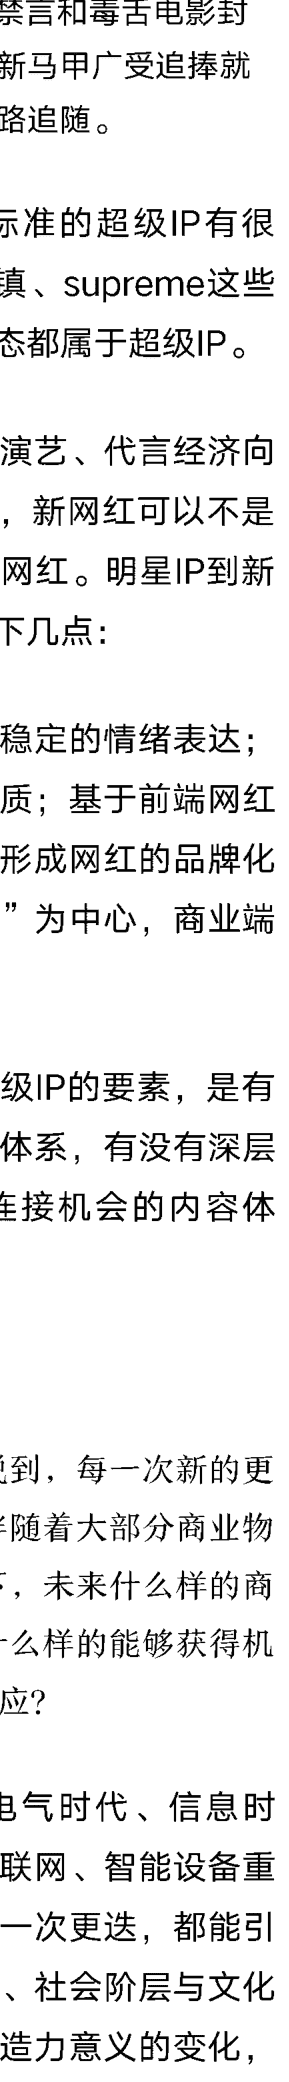 禁言和毒舌电影封
新马甲广受追捧就
路追随。
标准的超级IP有很
镇、supreme这些
态都属于超级IP。
演艺、代言经济向
，新网红可以不是
网红。明星IP到新
下几点：
稳定的情绪表达；
质；基于前端网红
形成网红的品牌化
”为中心，商业端
级IP的要素，是有
体系，有没有深层
连接机会的内容体
说到，每一次新的更
伴随着大部分商业物
下，未来什么样的商
什么样的能够获得机
应？
电气时代、信息时
联网、智能设备重
一次更迭，都能引
、社会阶层与文化
造力意义的变化，